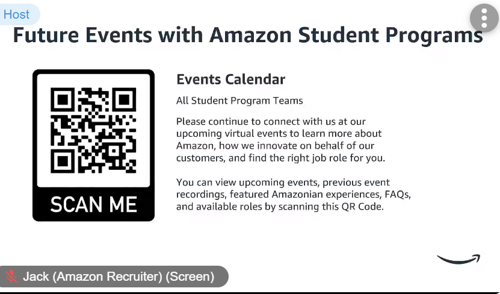 Host
Future Events with Amazon Student Programs
Events Calendar
All Student Program Teams
Please continue to connect with us at our
upcoming virtual events to learn more about
Amazon, how we innovate on behalf of our
customers, and find the right job role for you.
You can view upcoming events, previous event
recordings, featured Amazonian experiences, FAQs,
and available roles by scanning this QR Code.
SCAN ME
Jack (Amazon Recruiter) (Screen)